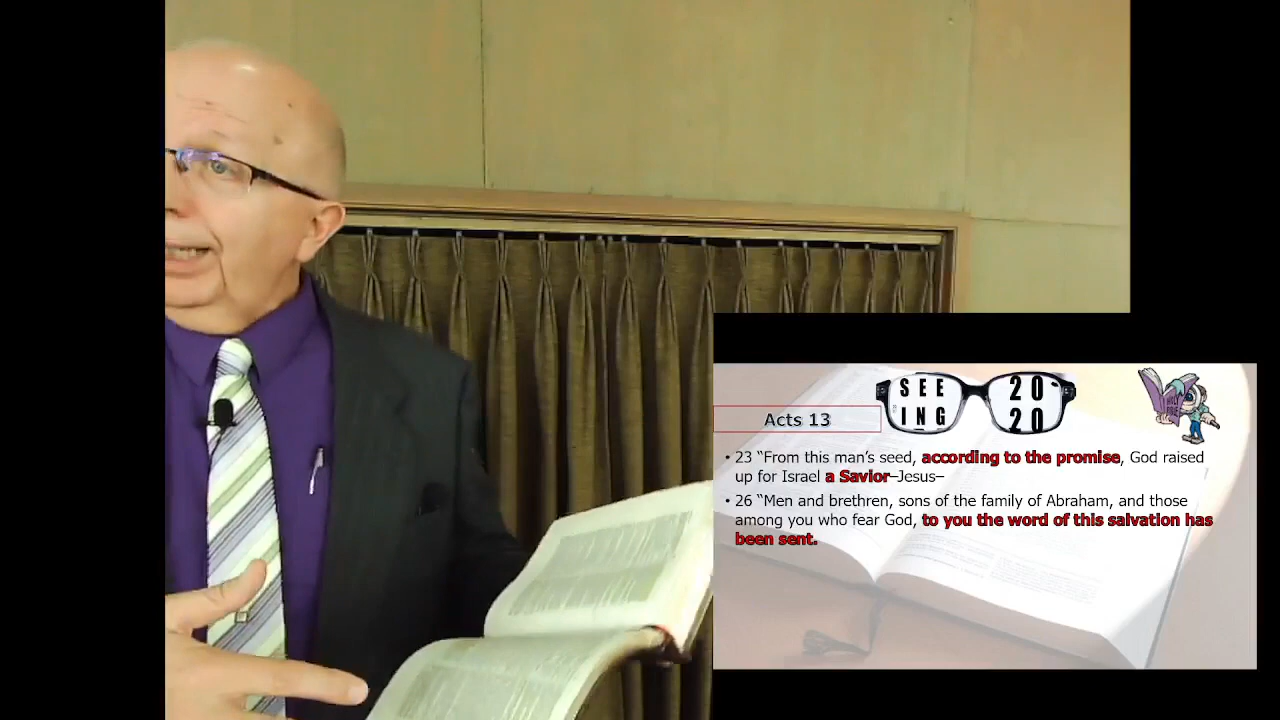 SEE 20
ING 20
Acts 13
• 23 “From this man’s seed, according to the promise, God raised
up for Israel a Savior–Jesus–
• 26 “Men and brethren, sons of the family of Abraham, and those
among you who fear God, to you the word of this salvation has
been sent.